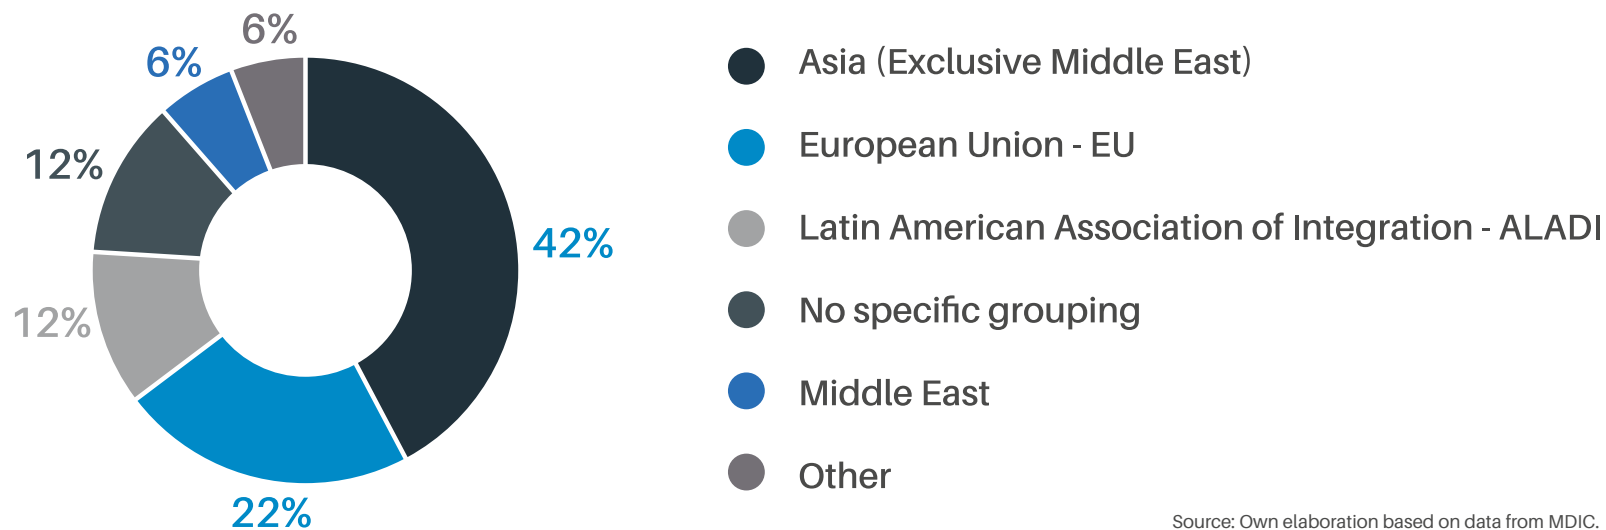 6%
6%
12%
42%
12%
22%
Asia (Exclusive Middle East)
European Union - EU
Latin American Association of Integration - ALADI
No specific grouping
Middle East
Other
Source: Own elaboration based on data from MDIC.